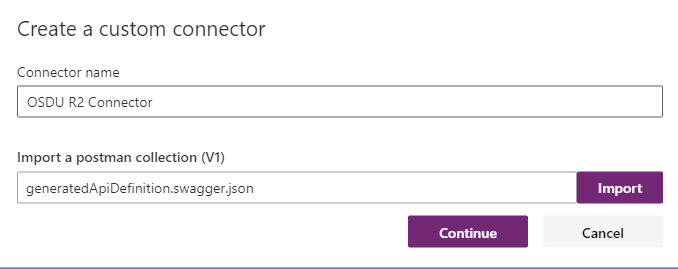 Create a custom connector
Connector name
OSDU R2 Connector
Import a postman collection (V1)
generatedApiDefinition.swagger.json
Import
Continue
Cancel